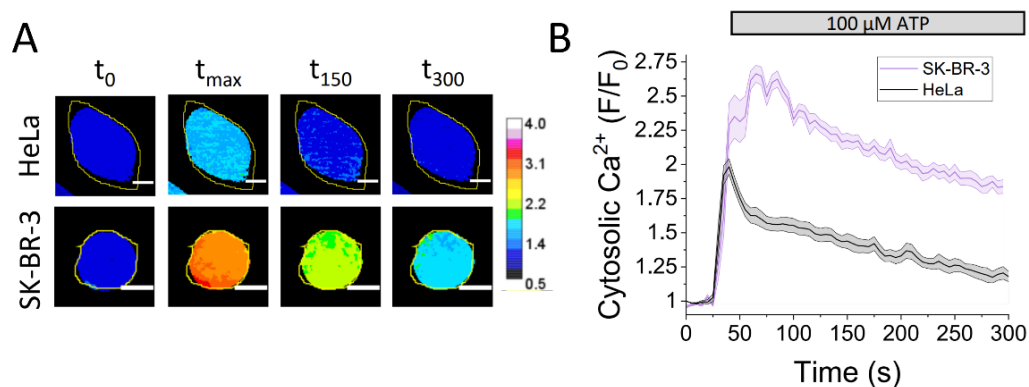 A
t0 tmax t150 t300
HeLa
SK-BR-3
4.0
3.1
2.2
1.4
0.5
B
100 µM ATP
SK-BR-3
HeLa
Cytosolic Ca2+ (F/F0)
2.75
2.5
2.25
2
1.75
1.5
1.25
1
0 50 100 150 200 250 300
Time (s)